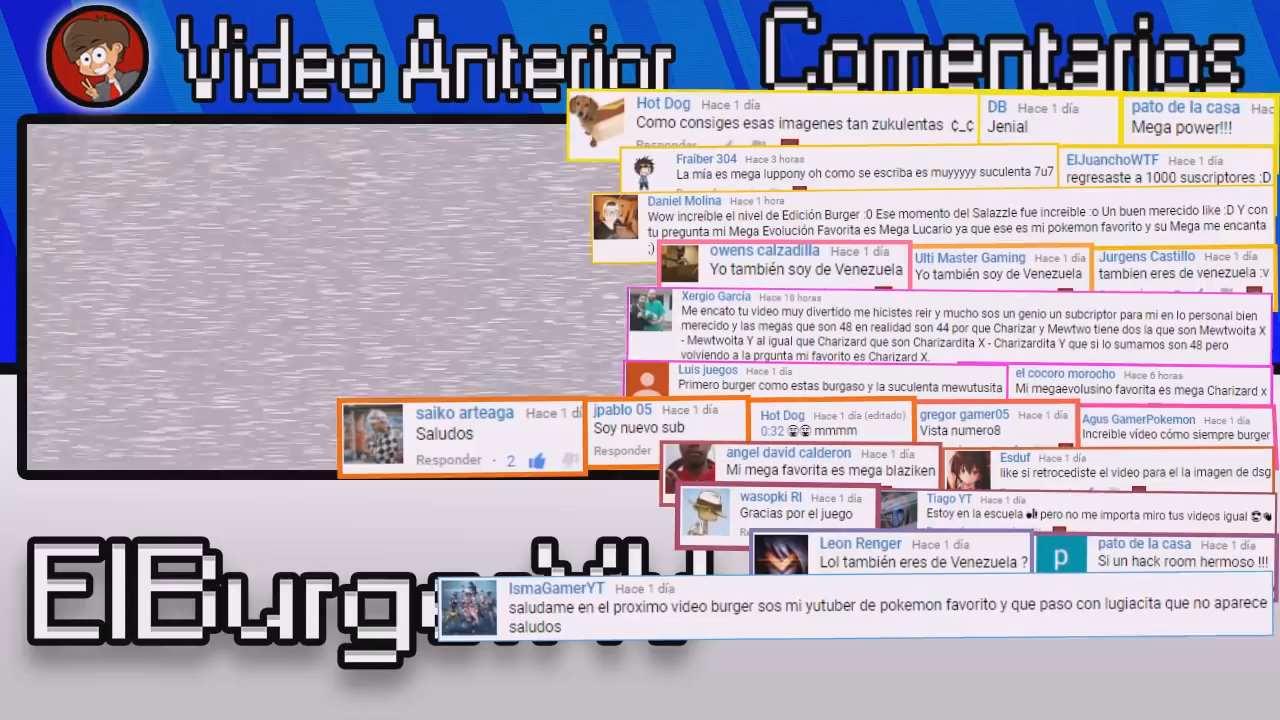 Video Anterior
Comentarios
Hot Dog Hace 1 día
Como consiges esas imagenes tan zukulentas ¢_¢
Responder
DB Hace 1 día
Jenial
pato de la casa Hac
Mega power!!!
Fraiber 304 Hace 3 horas
La mía es mega luppony oh como se escriba es muyyyyy suculenta 7u7
ElJuanchoWTF Hace 1 día
regresaste a 1000 suscriptores :D
Daniel Molina Hace 1 hora
Wow increíble el nivel de Edición Burger :0 Ese momento del Salazzle fue increible :o Un buen merecido like :D Y con
tu pregunta mi Mega Evolución Favorita es Mega Lucario ya que ese es mi pokemon favorito y su Mega me encanta
;)
owens calzadilla Hace 1 día
Yo también soy de Venezuela
Ulti Master Gaming Hace 1 día
Yo también soy de Venezuela
Jurgens Castillo Hace 1 día
tambien eres de venezuela :v
Xergio García Hace 18 horas
Me encato tu video muy divertido me hicistes reir y mucho sos un genio un subcriptor para mi en lo personal bien
merecido y las megas que son 48 en realidad son 44 por que Charizar y Mewtwo tiene dos la que son Mewtwoita X
- Mewtwoita Y al igual que Charizard que son Charizardita X - Charizardita Y que si lo sumamos son 48 pero
volviendo a la prgunta mi favorito es Charizard X.
Luis juegos Hace 1 día
Primero burger como estas burgaso y la suculenta mewtusita
el cocoro morocho Hace 6 horas
Mi megaevolusino favorita es mega Charizard x
saiko arteaga Hace 1 dí
Saludos
Responder · 2
jpablo 05 Hace 1 día
Soy nuevo sub
Responder
Hot Dog Hace 1 día (editado)
0:32 😩😩 mmmm
gregor gamer05 Hace 1 día
Vista numero8
Agus GamerPokemon Hace 1 día
Increible vídeo cómo siempre burger
angel david calderon Hace 1 día
Mi mega favorita es mega blaziken
Esduf Hace 1 día
like si retrocediste el video para el la imagen de dsg
wasopki RI Hace 1 día
Gracias por el juego
Tiago YT Hace 1 día
Estoy en la escuela pero no me importa miro tus videos igual
Leon Renger Hace 1 día
Lol también eres de Venezuela ?
p
pato de la casa Hace 1 día
Si un hack room hermoso !!!
ElBurge
IsmaGamerYT Hace 1 día
saludame en el proximo video burger sos mi yutuber de pokemon favorito y que paso con lugiacita que no aparece
saludos